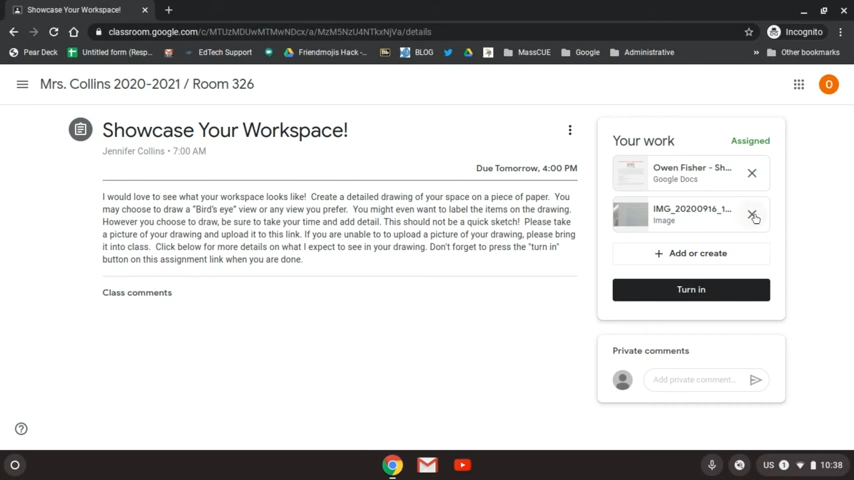 Showcase Your Workspace!
classroom.google.com/c/MTUzMDUwMTMwNDcx/a/MzM5NzU4NTkxNjVa/details
Incognito
Pear Deck
Untitled form (Resp...
EdTech Support
Friendmojis Hack -...
BLOG
MassCUE
Google
Administrative
»
Other bookmarks
Mrs. Collins 2020-2021 / Room 326
O
Showcase Your Workspace!
Jennifer Collins • 7:00 AM
Due Tomorrow, 4:00 PM
I would love to see what your workspace looks like! Create a detailed drawing of your space on a piece of paper. You
may choose to draw a "Bird's eye" view or any view you prefer. You might even want to label the items on the drawing.
However you choose to draw, be sure to take your time and add detail. This should not be a quick sketch! Please take
a picture of your drawing and upload it to this link. If you are unable to to upload a picture of your drawing, please bring
it into class. Click below for more details on what I expect to see in your drawing. Don't forget to press the "turn in"
button on this assignment link when you are done.
Class comments
Your work
Assigned
Owen Fisher - Sh...
Google Docs
IMG_20200916_1...
Image
+ Add or create
Turn in
Private comments
Add private comment...
US
1
10:38